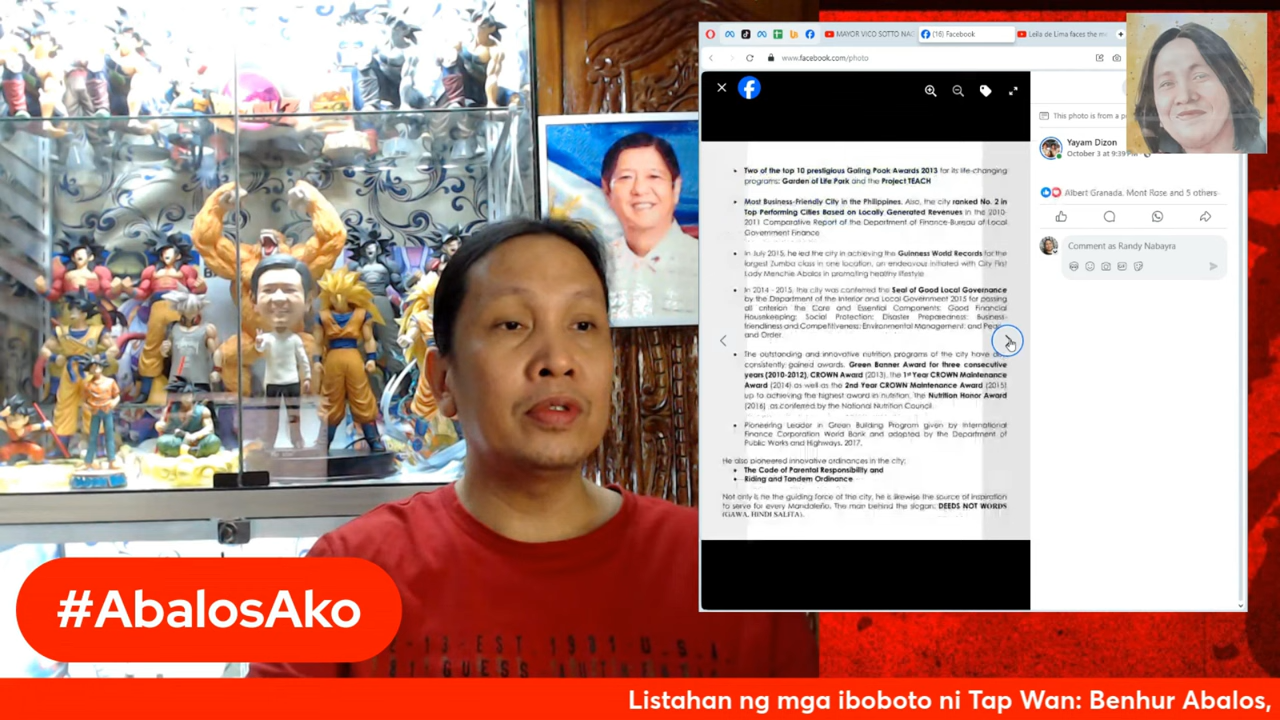 MAYOR VICO SOTTO NAG
(16) Facebook
Leila de Lima faces the m
www.facebook.com/photo
Two of the top 10 prestigious Galing Pook Awards 2013 for its life-changing
programs: Garden of Life Park and the Project TEACH
Most Business-Friendly City in the Philippines. Also, the city ranked No. 2 in
Top Performing Cities Based on Locally Generated Revenues in the 2010-
2011 Comparative Report of the Department of Finance-Bureau of Local
Government Finance
In July 2015, he led the city in achieving the Guinness World Records for the
largest Zumba class in one location, an endeavour initiated with City First
Lady Menchie Abalos in promoting healthy lifestyle
In 2014 - 2015, this city was conferred the Seal of Good Local Governance
by the Department of the Interior and Local Government 2015 for passing
all criterion the Core and Essential Components: Good Financial
Housekeeping; Social Protection; Disaster Preparedness; Business-
friendliness and Competitiveness; Environmental Management; and
and Order.
The outstanding and innovative nutrition programs of the city have
consistently gained awards. Green Banner Award for three consecutive
years (2010-2012), CROWN Award (2013), the 1st Year CROWN Maintenance
Award (2014) as well as the 2nd Year CROWN Maintenance Award (2015)
up to achieving the highest award in nutrition. The Nutrition Honor Award
(2016) as conferred by the National Nutrition Council.
Pioneering Leader in Green Building Program given by International
Finance Corporation World Bank and adopted by the Department of
Public Works and Highways, 2017.
He also pioneered innovative ordinances in the city:
The Code of Parental Responsibility and
Riding and Tandem Ordinance
Not only is he the guiding force of the city, he is likewise the source of inspiration
to serve for every Mandaleño. The man behind the slogan: DEEDS NOT WORDS
(GAWA, HINDI SALITA).
This photo is from a
Yayam Dizon
October 3 at 9:39
Albert Granada, Mont Rose and 5 others
Comment as Randy Nabayra
#AbalosAko
EST. 1981 U.S.A
GUESS
Listahan ng mga iboboto ni Tap Wan: Benhur Abalos,